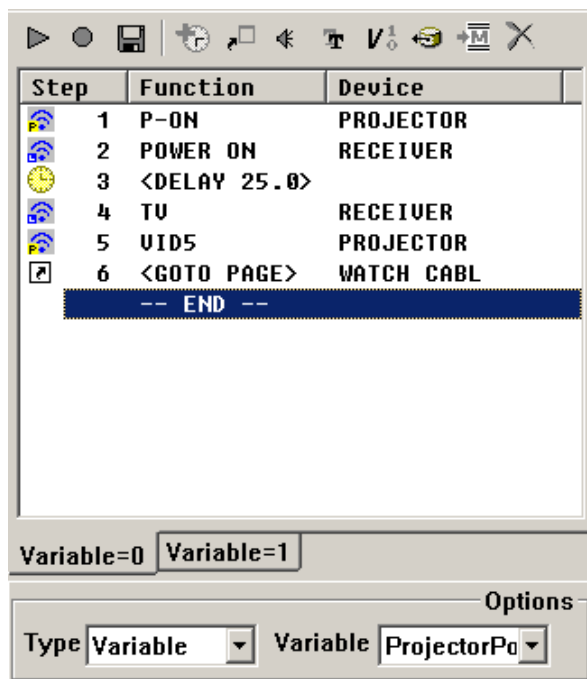 Step Function Device
1 P-ON PROJECTOR
2 POWER ON RECEIVER
3 <DELAY 25.0>
4 TV RECEIVER
5 VID5 PROJECTOR
6 <GOTO PAGE> WATCH CABL
-- END --
Variable=0 Variable=1
Options
Type Variable Variable ProjectorPo